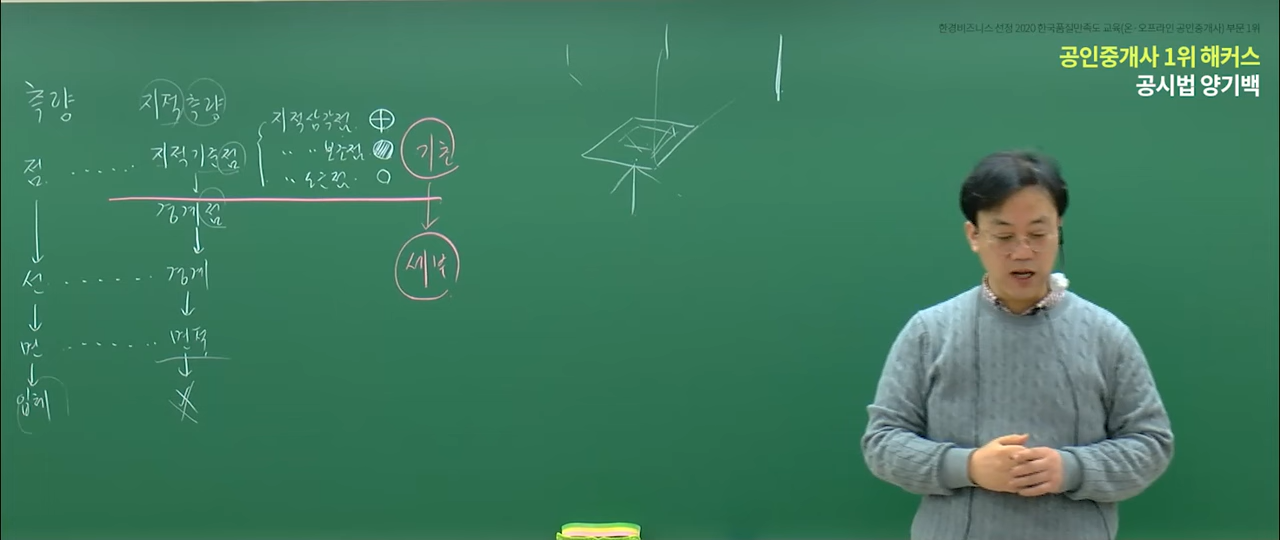 한경비즈니스 선정 2020 한국품질만족도 교육(온·오프라인 공인중개사) 부문 1위
공인중개사 1위 해커스
공시법 양기백
측량 지적측량
점 ...... 지적기준점
지적삼각점 ⊕
〃 〃 보조점
〃 도근점 ○
기초
경계점
세부
선 ........ 경계
면 ........ 면적
입체 X